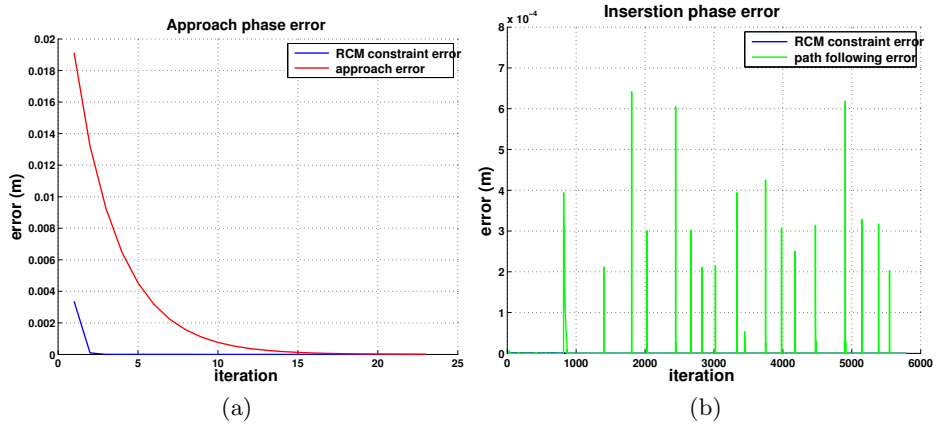 Approach phase error
RCM constraint error
approach error
error (m)
0.02
0.018
0.016
0.014
0.012
0.01
0.008
0.006
0.004
0.002
0
0 5 10 15 20 25
iteration
(a)
Inserstion phase error
x 10⁻⁴
RCM constraint error
path following error
error (m)
8
7
6
5
4
3
2
1
0
0 1000 2000 3000 4000 5000 6000
iteration
(b)